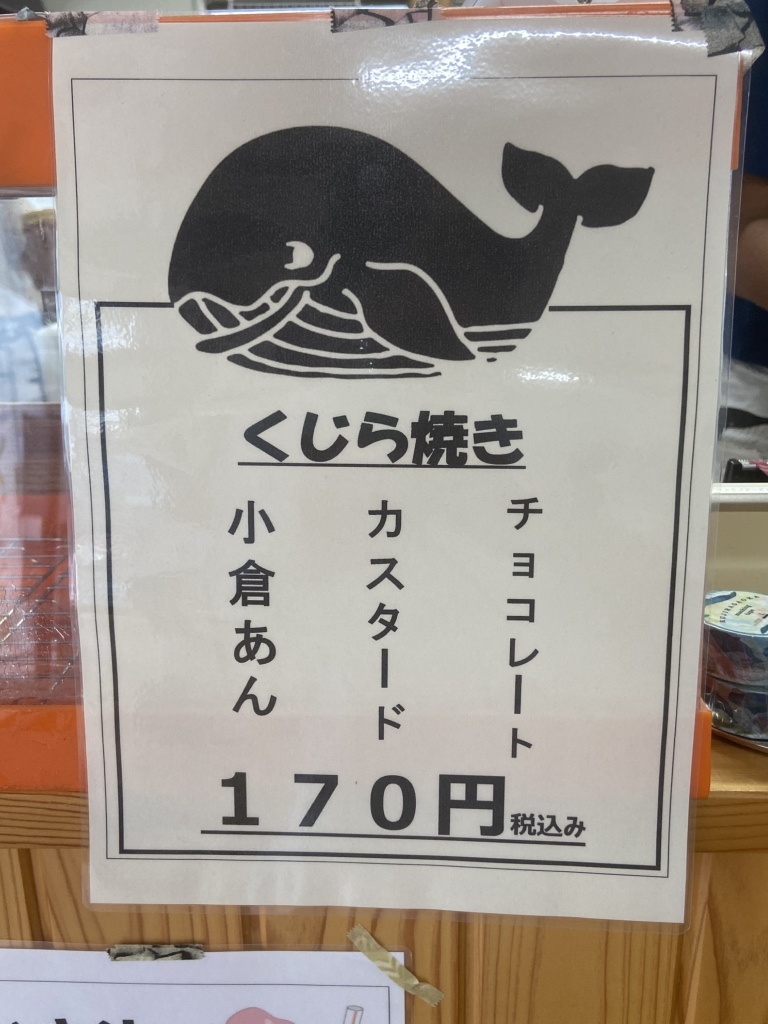 くじら焼き
チョコレート
カスタード
小倉あん
１７０円税込み